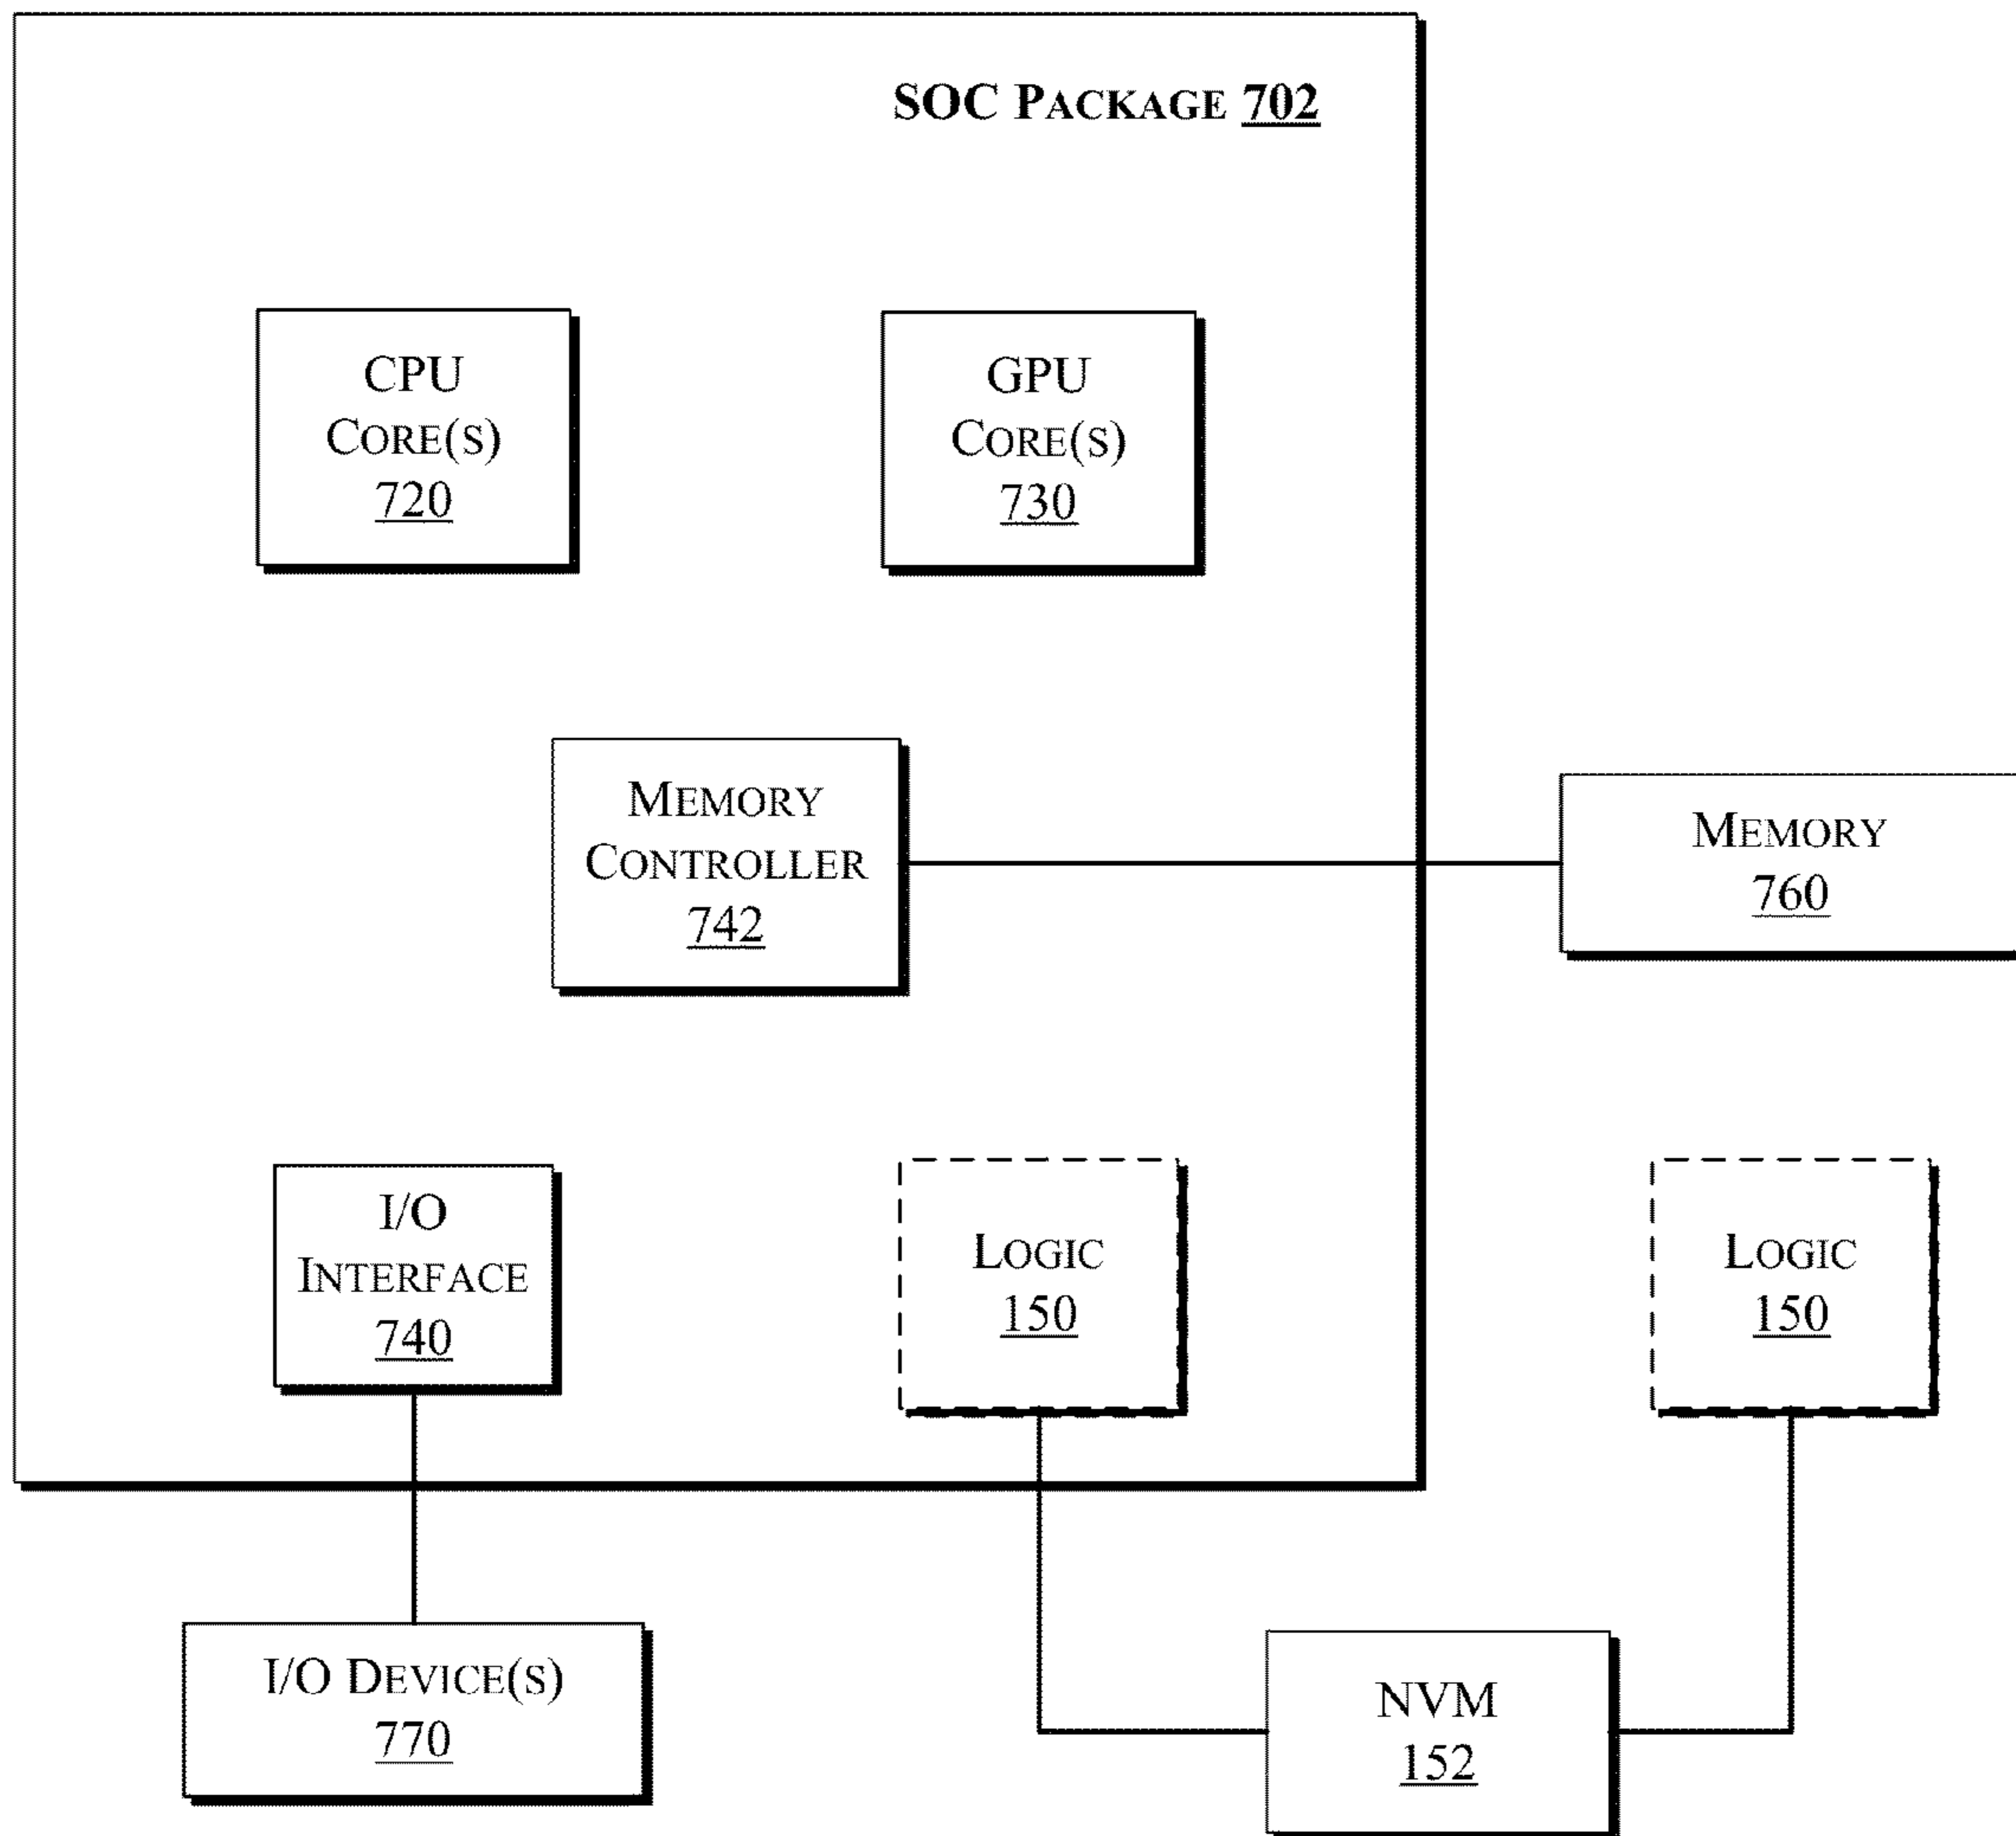 SOC PACKAGE 702
CPU
CORE(S)
720
GPU
CORE(S)
730
MEMORY
CONTROLLER
742
MEMORY
760
I/O
INTERFACE
740
LOGIC
150
LOGIC
150
I/O DEVICE(S)
770
NVM
152